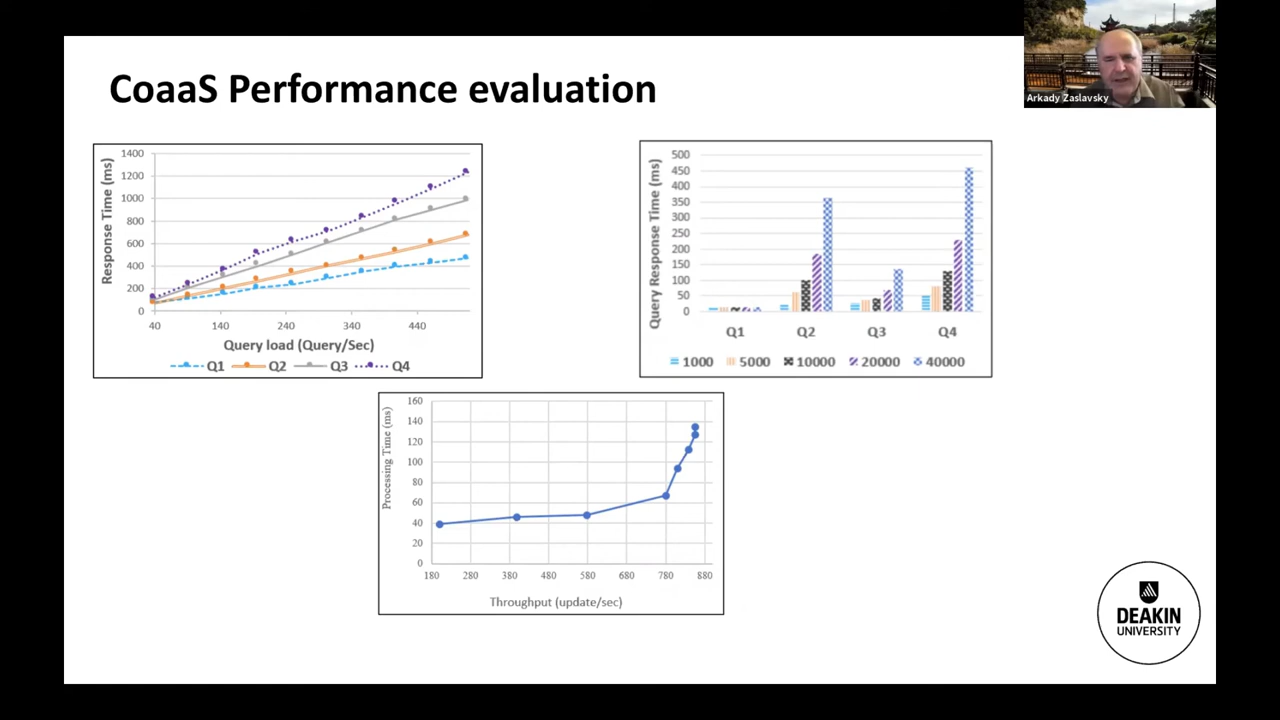 Arkady Zaslavsky
CoaaS Performance evaluation
Response Time (ms)
1400
1200
1000
800
600
400
200
0
40 140 240 340 440
Query load (Query/Sec)
Q1 Q2 Q3 Q4
Query Response Time (ms)
500
450
400
350
300
250
200
150
100
50
0
Q1 Q2 Q3 Q4
1000 5000 10000 20000 40000
Processing Time (ms)
160
140
120
100
80
60
40
20
0
180 280 380 480 580 680 780 880
Throughput (update/sec)
DEAKIN
UNIVERSITY